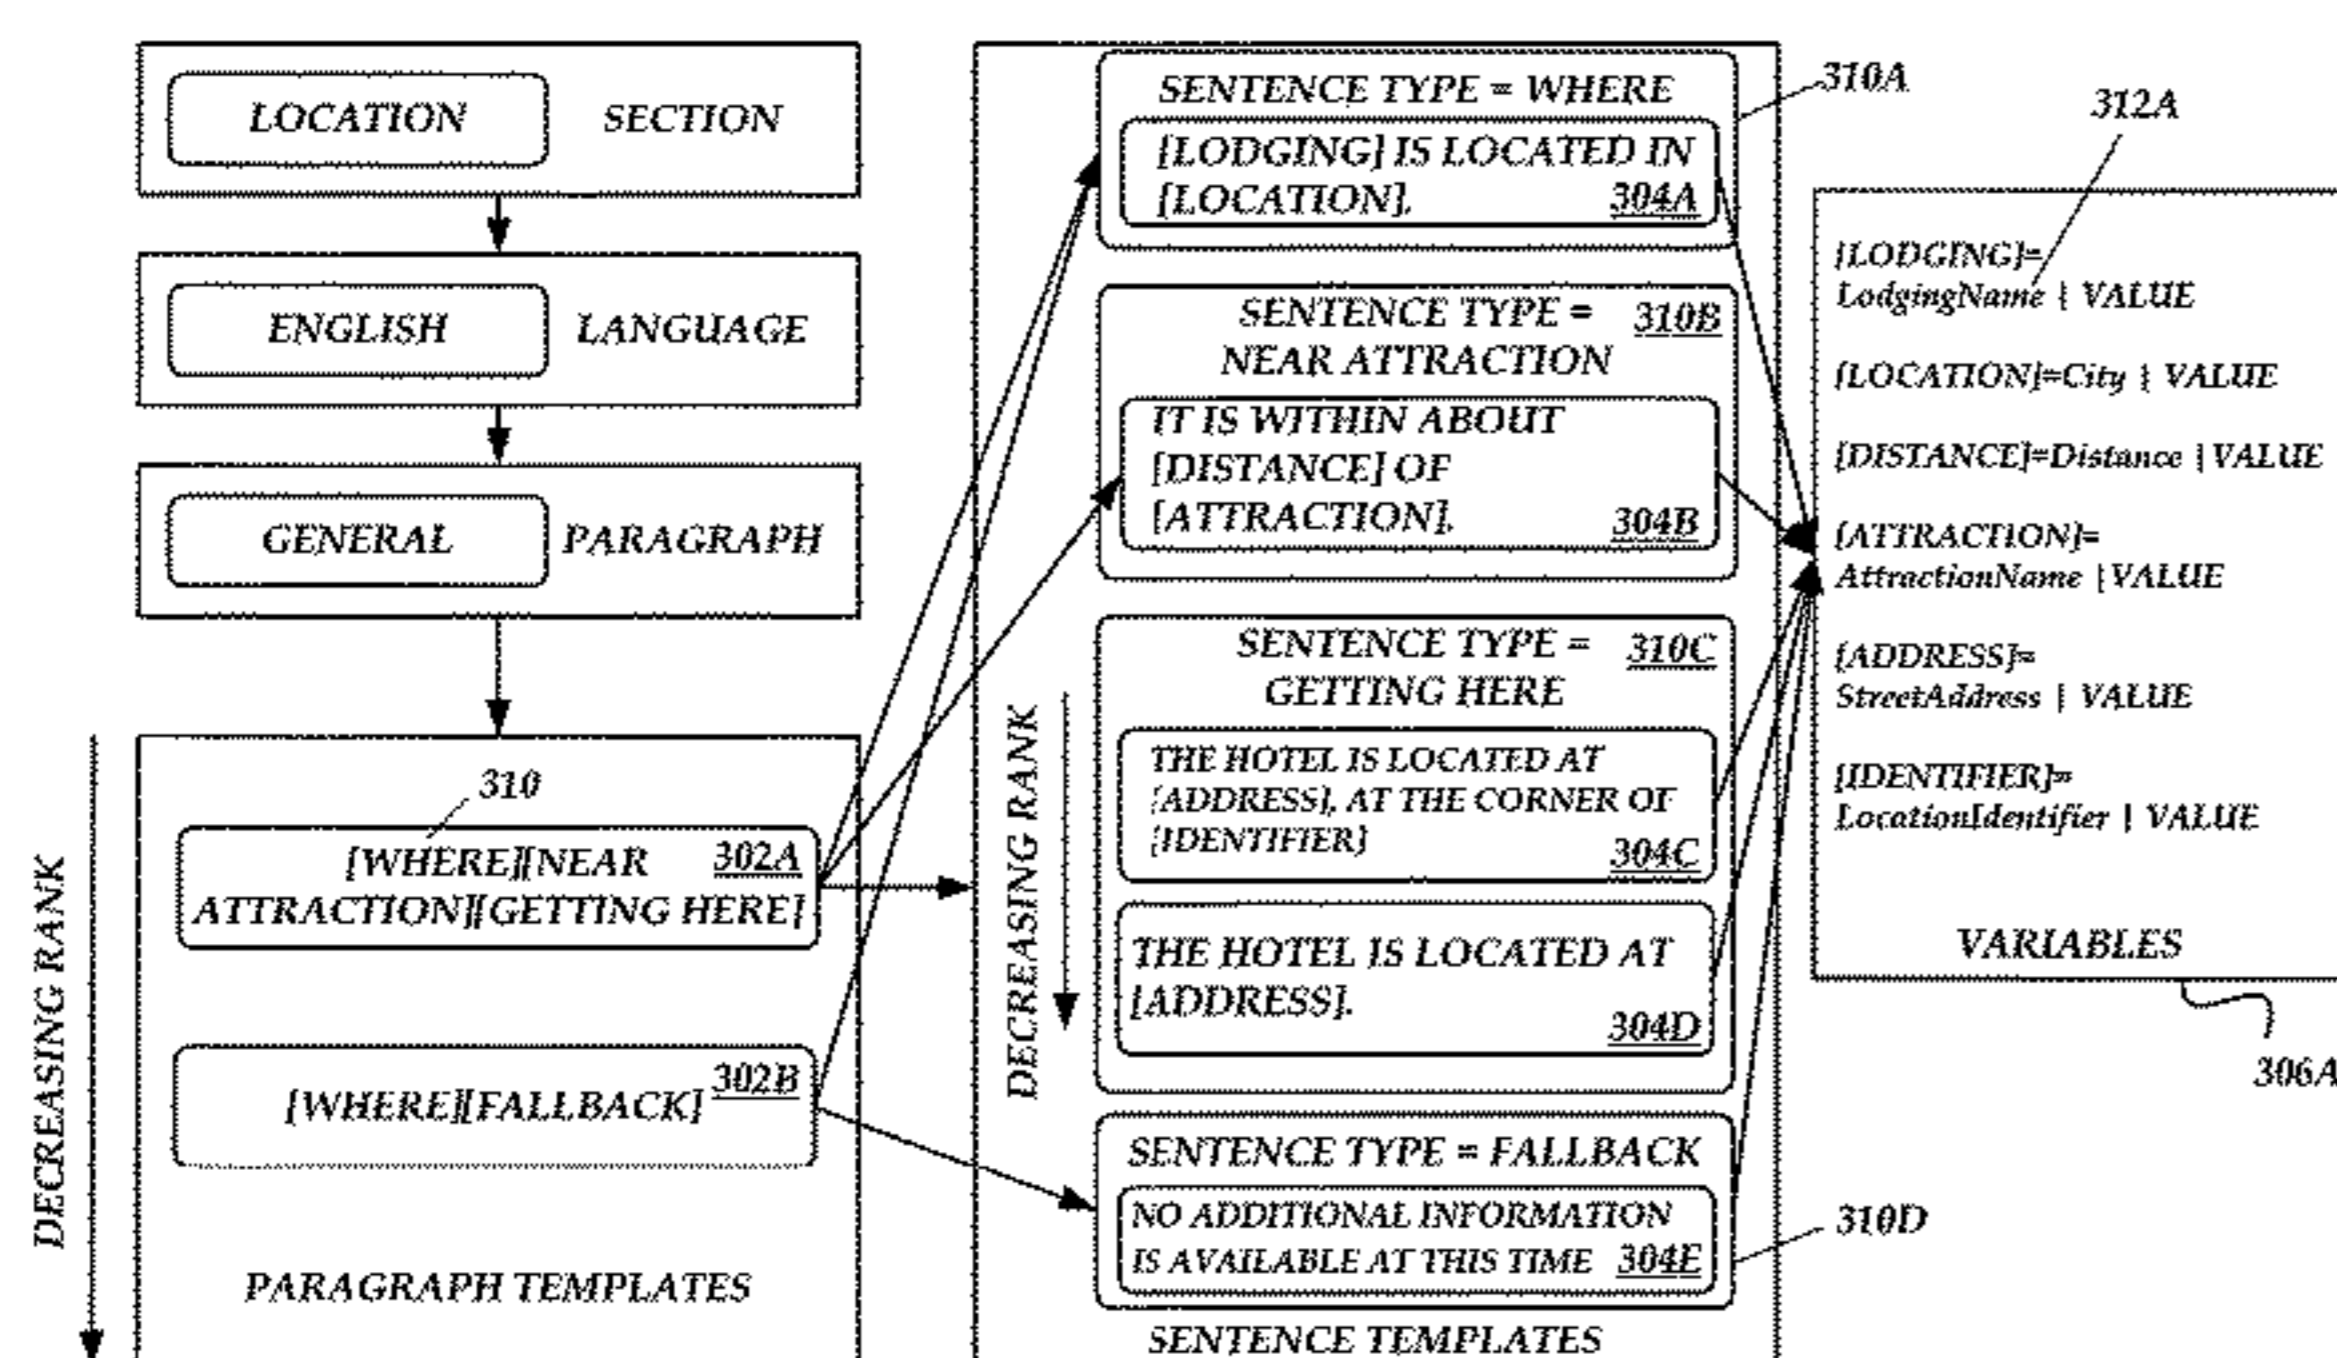 LOCATION SECTION
ENGLISH LANGUAGE
GENERAL PARAGRAPH
DECREASING RANK
310
[WHERE][NEAR 302A
ATTRACTION][GETTING HERE]
[WHERE][FALLBACK] 302B
PARAGRAPH TEMPLATES
SENTENCE TYPE = WHERE
310A
[LODGING] IS LOCATED IN
[LOCATION]. 304A
SENTENCE TYPE = 310B
NEAR ATTRACTION
IT IS WITHIN ABOUT
[DISTANCE] OF
[ATTRACTION]. 304B
SENTENCE TYPE = 310C
GETTING HERE
DECREASING RANK
THE HOTEL IS LOCATED AT
[ADDRESS], AT THE CORNER OF
[IDENTIFIER]
304C
THE HOTEL IS LOCATED AT
[ADDRESS].
304D
SENTENCE TYPE = FALLBACK
NO ADDITIONAL INFORMATION
IS AVAILABLE AT THIS TIME 304E
310D
SENTENCE TEMPLATES
312A
[LODGING]=
LodgingName | VALUE
[LOCATION]=City | VALUE
[DISTANCE]=Distance | VALUE
[ATTRACTION]=
AttractionName | VALUE
[ADDRESS]=
StreetAddress | VALUE
[IDENTIFIER]=
LocationIdentifier | VALUE
VARIABLES
306A